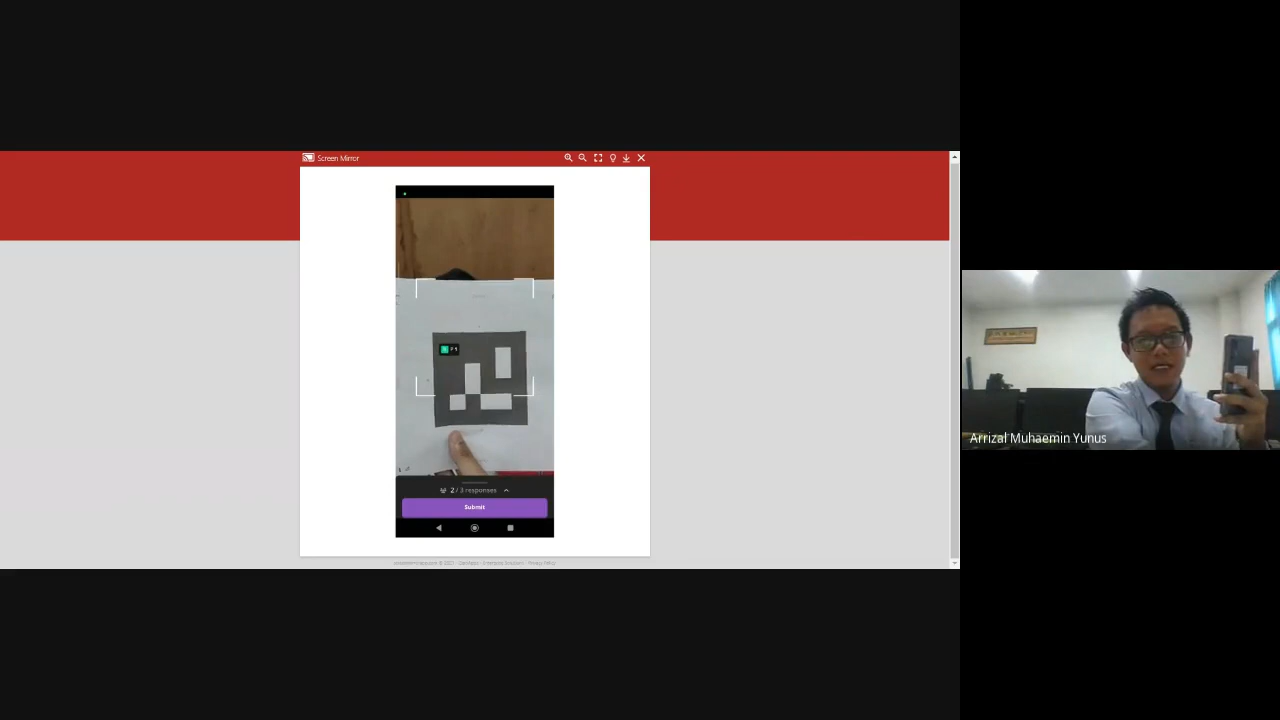 Screen Mirror
2 / 3 responses
Submit
Arrizal Muhaemin Yunus